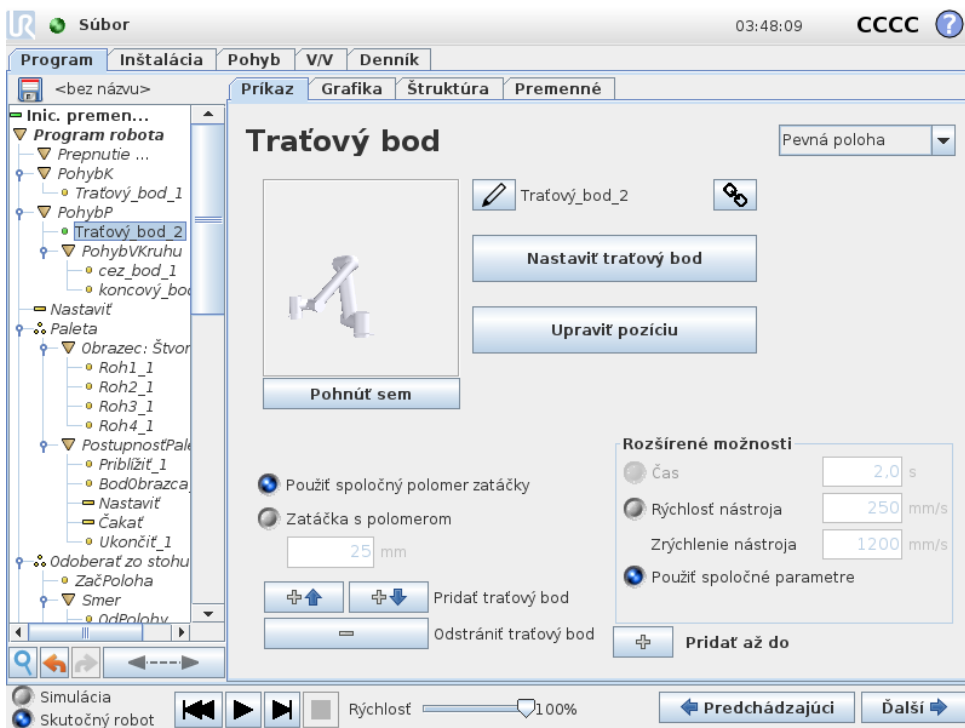 UR
Súbor
03:48:09
CCCC
?
Program
Inštalácia
Pohyb
V/V
Denník
<bez názvu>
Príkaz
Grafika
Štruktúra
Premenné
Inic. premen...
Program robota
Prepnutie ...
PohybK
Traťový_bod_1
PohybP
Traťový_bod_2
PohybVKruhu
cez_bod_1
koncový_bod
Nastaviť
Paleta
Obrazec: Štvor
Roh1_1
Roh2_1
Roh3_1
Roh4_1
PostupnosťPale
Priblížiť_1
BodObrazca_
Nastaviť
Čakať
Ukončiť_1
Odoberať zo stohu
ZačPoloha
Smer
OdPolohy
Traťový bod
Pevná poloha
Traťový_bod_2
Nastaviť traťový bod
Upraviť pozíciu
Pohnúť sem
Použiť spoločný polomer zatáčky
Zatáčka s polomerom
25 mm
Pridať traťový bod
Odstrániť traťový bod
Rozšírené možnosti
Čas 2,0 s
Rýchlosť nástroja 250 mm/s
Zrýchlenie nástroja 1200 mm/s
Použiť spoločné parametre
Pridať až do
Simulácia
Skutočný robot
Rýchlosť 100%
Predchádzajúci
Ďalší